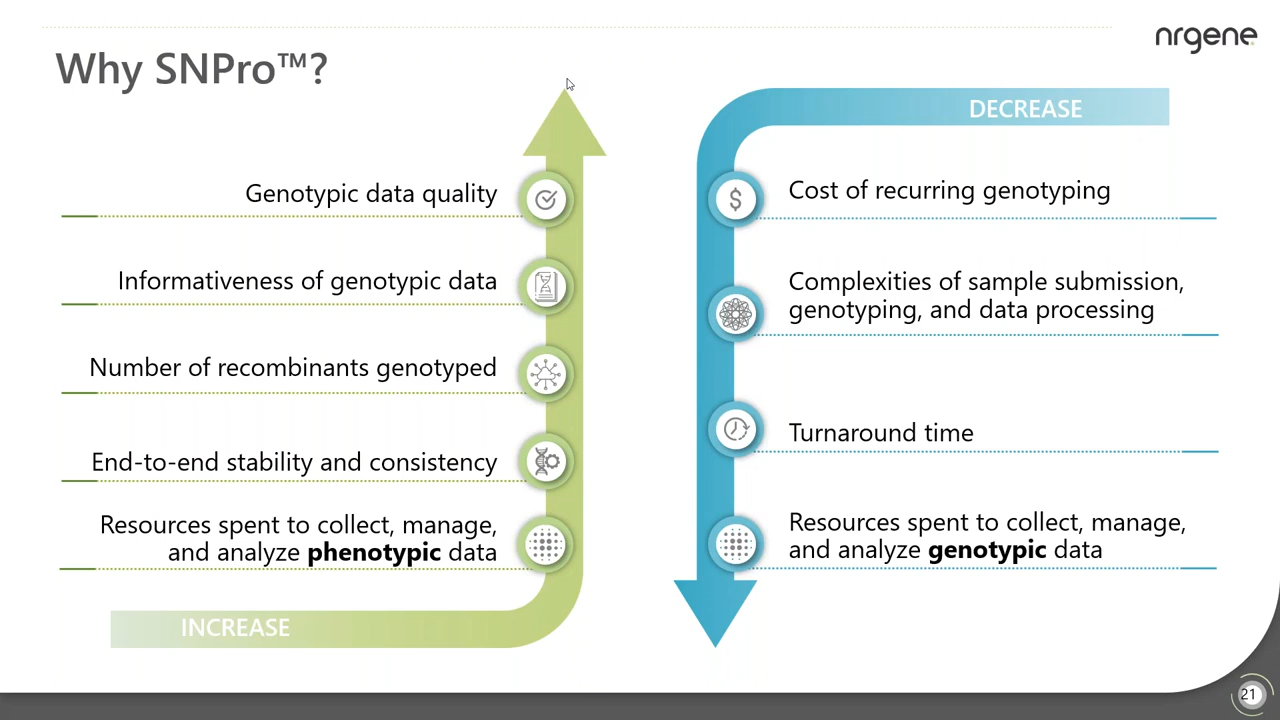 nrgene
Why SNPro™?
Genotypic data quality
Informativeness of genotypic data
Number of recombinants genotyped
End-to-end stability and consistency
Resources spent to collect, manage,
and analyze phenotypic data
INCREASE
DECREASE
Cost of recurring genotyping
Complexities of sample submission,
genotyping, and data processing
Turnaround time
Resources spent to collect, manage,
and analyze genotypic data
21